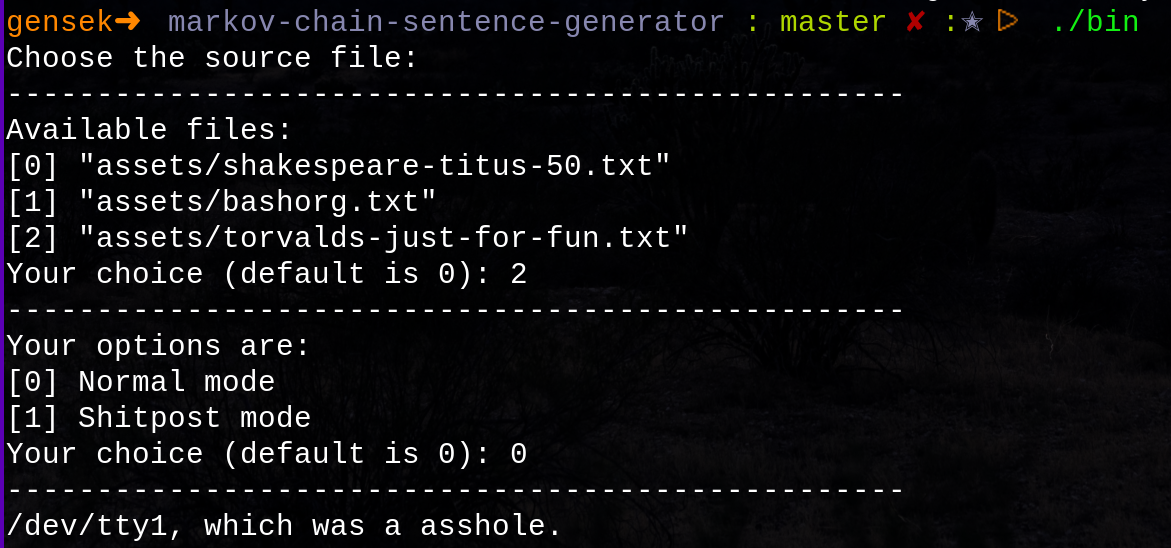 gensek➜ markov-chain-sentence-generator : master ✘ :✭ ᐅ ./bin
Choose the source file:
--------------------------------------------------
Available files:
[0] "assets/shakespeare-titus-50.txt"
[1] "assets/bashorg.txt"
[2] "assets/torvalds-just-for-fun.txt"
Your choice (default is 0): 2
--------------------------------------------------
Your options are:
[0] Normal mode
[1] Shitpost mode
Your choice (default is 0): 0
--------------------------------------------------
/dev/tty1, which was a asshole.